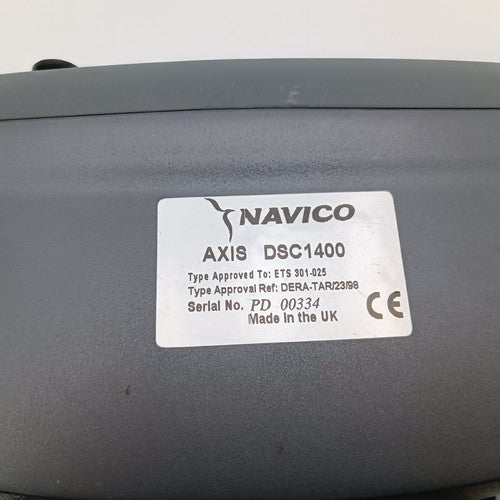 NAVICO
AXIS DSC1400
Type Approved To: ETS 301-025
Type Approval Ref: DERA-TAR/23/98
Serial No. PD 00334
Made in the UK
CE